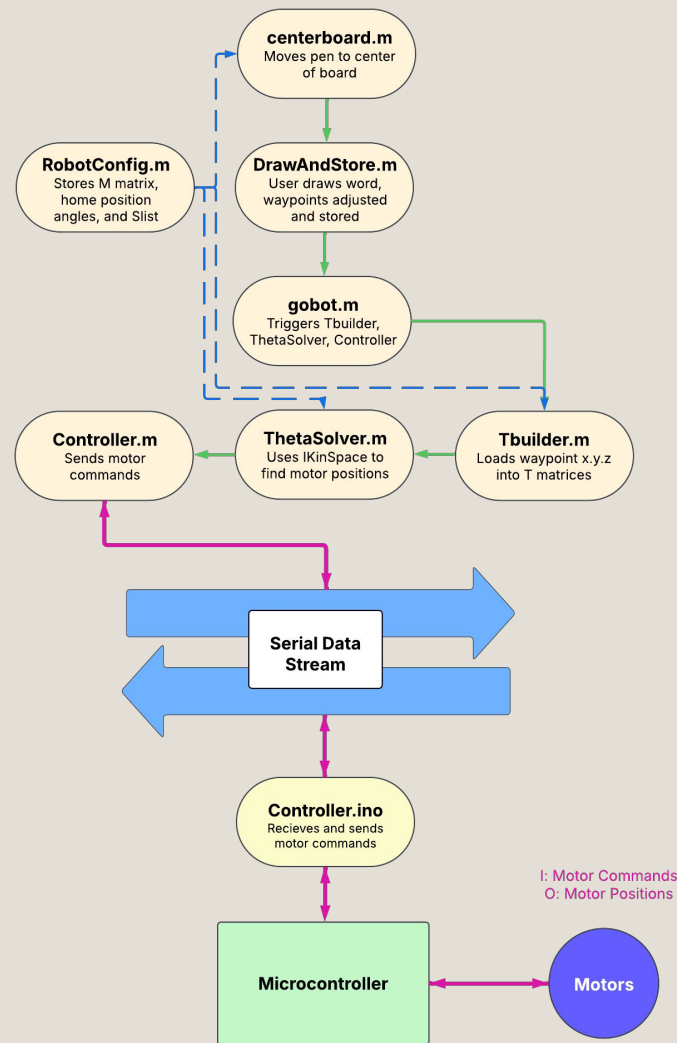 centerboard.m
Moves pen to center
of board
RobotConfig.m
Stores M matrix,
home position
angles, and Slist
DrawAndStore.m
User draws word,
waypoints adjusted
and stored
gobot.m
Triggers Tbuilder,
ThetaSolver, Controller
Controller.m
Sends motor
commands
ThetaSolver.m
Uses IKinSpace to
find motor positions
Tbuilder.m
Loads waypoint x.y.z
into T matrices
Serial Data
Stream
Controller.ino
Recieves and sends
motor commands
I: Motor Commands
O: Motor Positions
Microcontroller
Motors